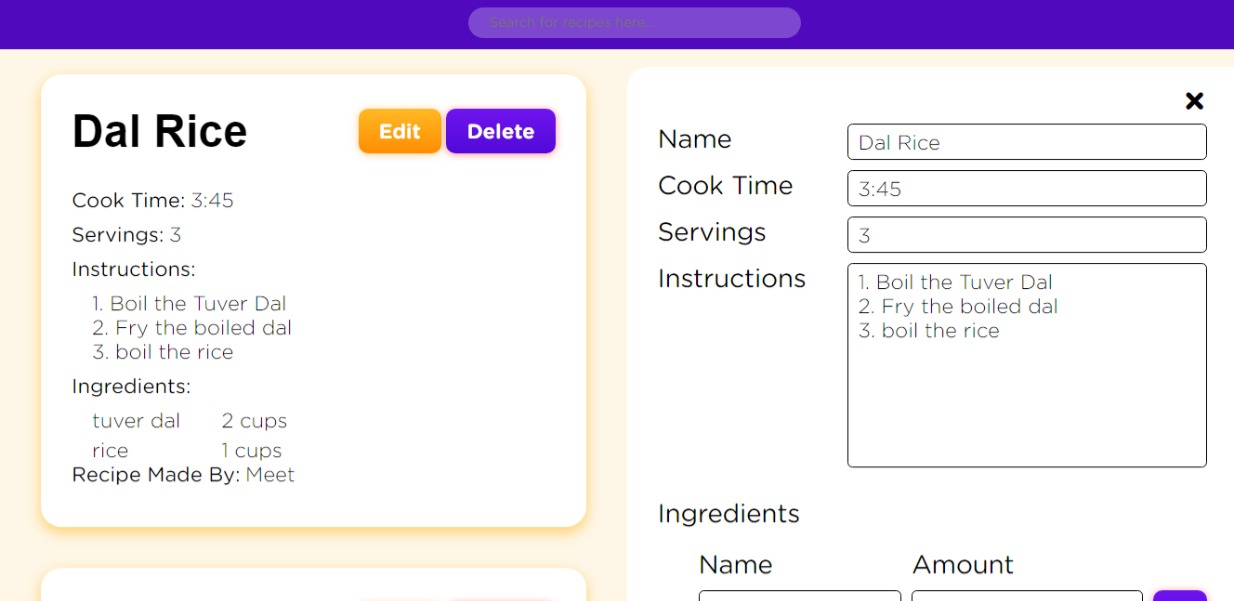 Search for recipes here...
Dal Rice
Edit
Delete
Cook Time: 3:45
Servings: 3
Instructions:
1. Boil the Tuver Dal
2. Fry the boiled dal
3. boil the rice
Ingredients:
tuver dal 2 cups
rice 1 cups
Recipe Made By: Meet
Name Dal Rice
Cook Time 3:45
Servings 3
Instructions 1. Boil the Tuver Dal
2. Fry the boiled dal
3. boil the rice
Ingredients
Name Amount